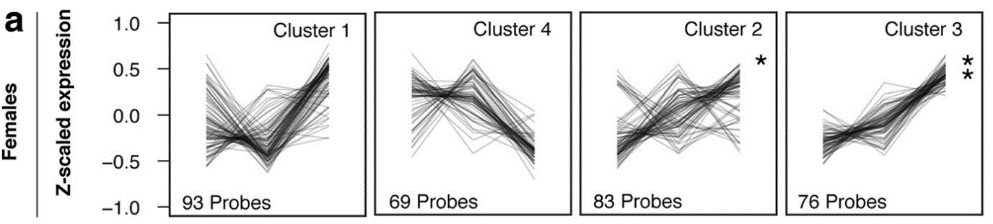 a
Females
Z-scaled expression
1.0
0.5
0.0
−0.5
−1.0
Cluster 1
93 Probes
Cluster 4
69 Probes
Cluster 2
*
83 Probes
Cluster 3
*
*
76 Probes